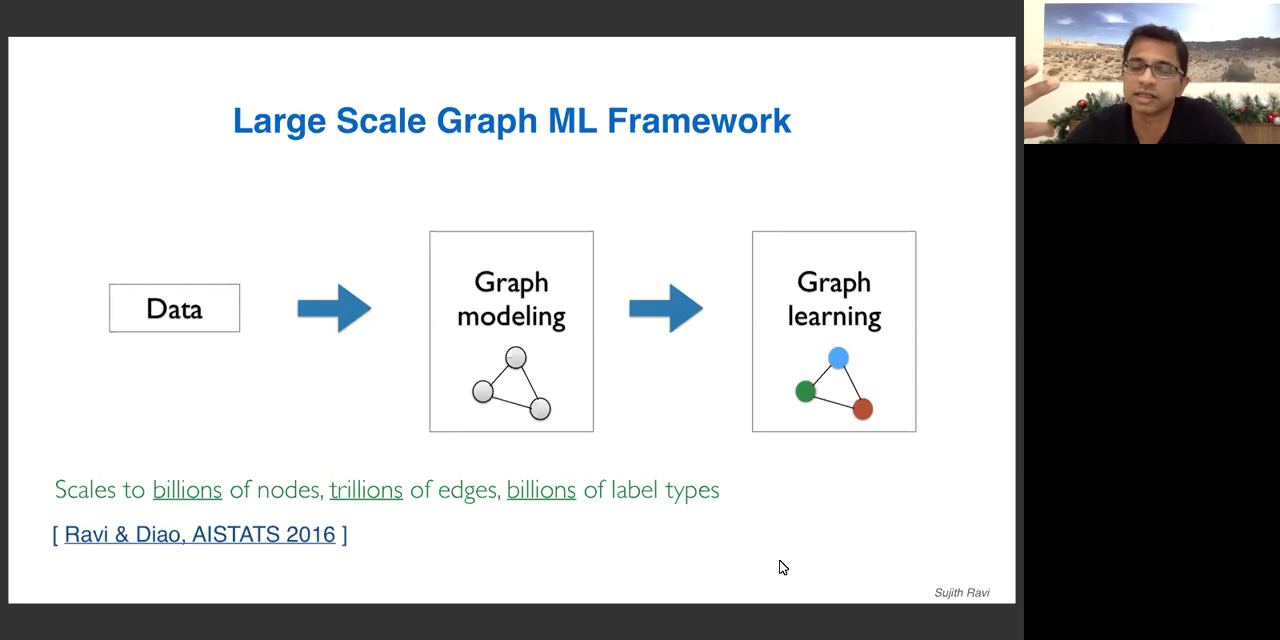 Large Scale Graph ML Framework
Data
Graph
modeling
Graph
learning
Scales to billions of nodes, trillions of edges, billions of label types
[ Ravi & Diao, AISTATS 2016 ]
Sujith Ravi